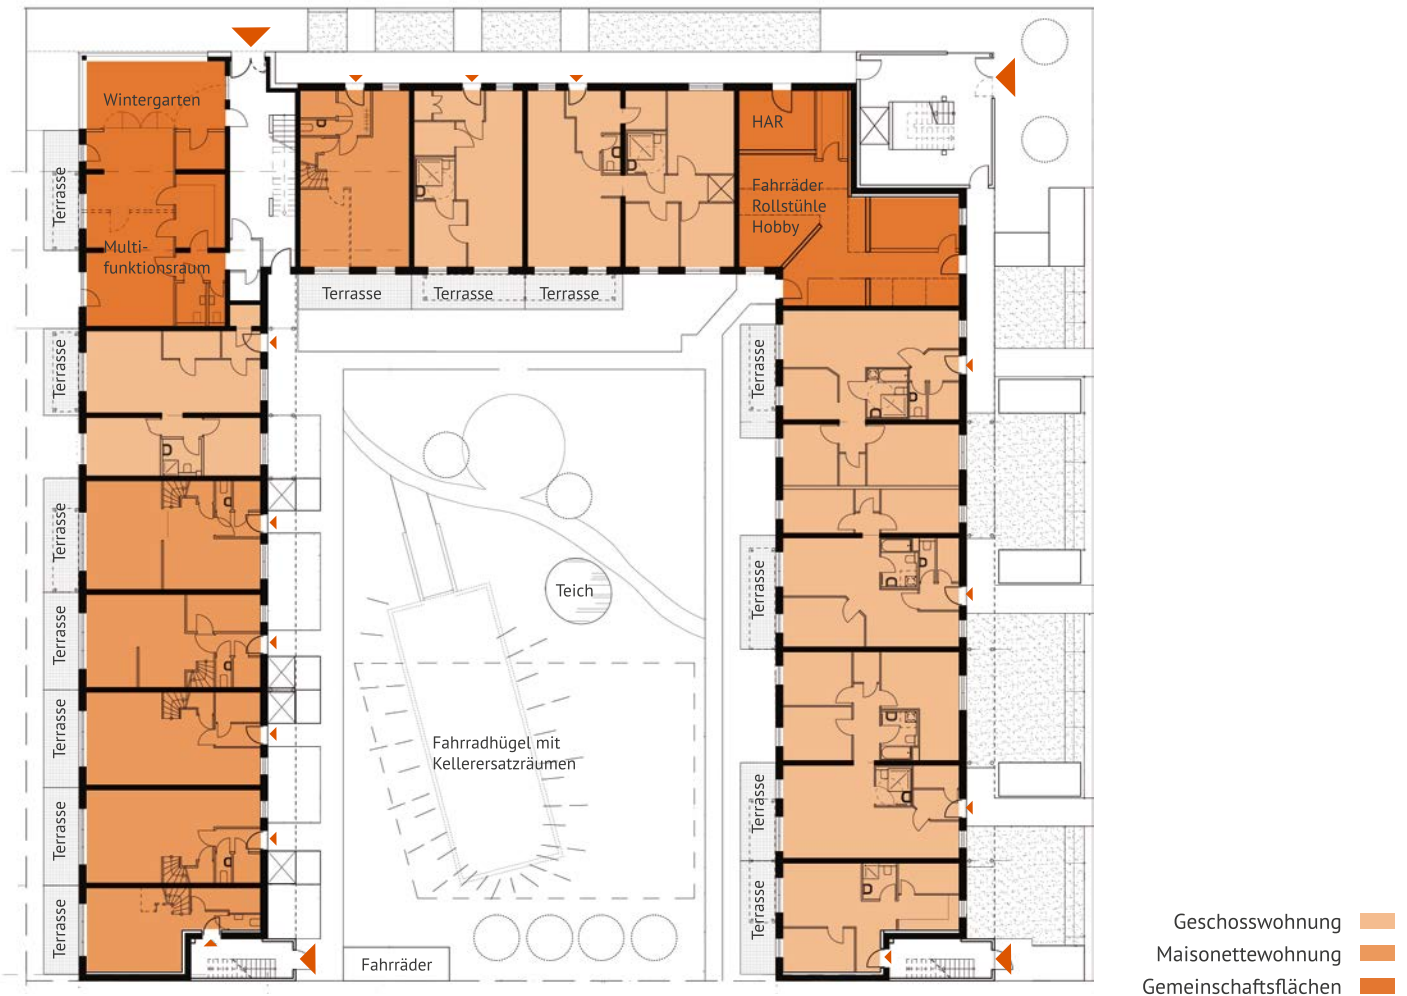 Wintergarten
HAR
Terrasse
Fahrräder
Rollstühle
Hobby
Multi-
funktionsraum
Terrasse
Terrasse
Terrasse
Terrasse
Terrasse
Terrasse
Terrasse
Teich
Terrasse
Terrasse
Terrasse
Fahrradhügel mit
Kellerersatzräumen
Terrasse
Terrasse
Terrasse
Terrasse
Fahrräder
Geschosswohnung
Maisonettewohnung
Gemeinschaftsflächen